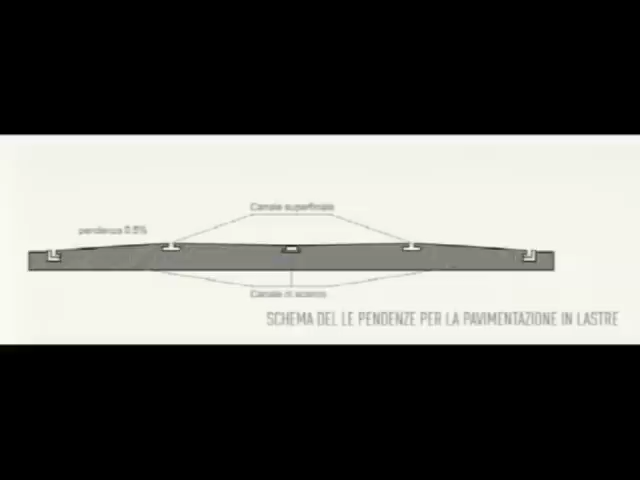 Canale superficiale
pendenza 0.5%
Canale di scarico
SCHEMA DEL LE PENDENZE PER LA PAVIMENTAZIONE IN LASTRE